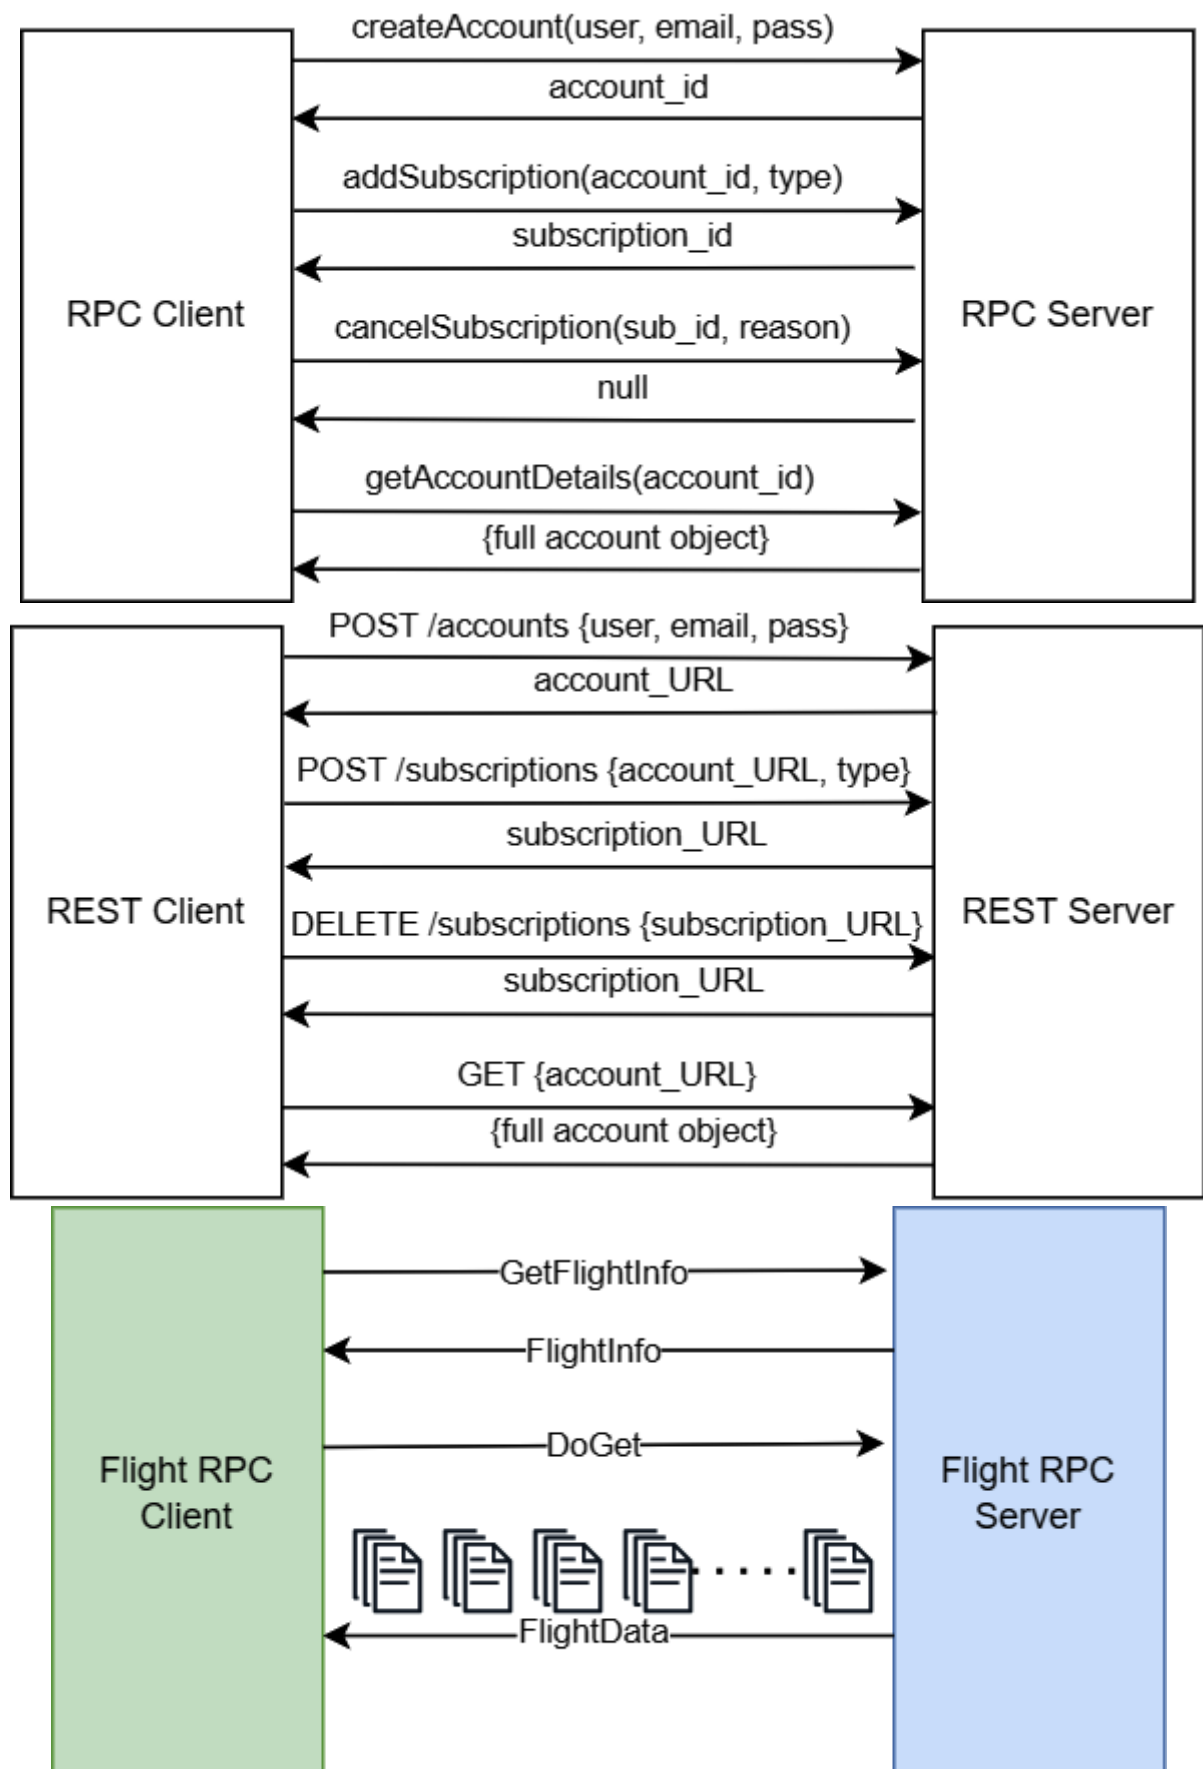 createAccount(user, email, pass)
account_id
addSubscription(account_id, type)
subscription_id
RPC Client
RPC Server
cancelSubscription(sub_id, reason)
null
getAccountDetails(account_id)
{full account object}
POST /accounts {user, email, pass}
account_URL
POST /subscriptions {account_URL, type}
subscription_URL
REST Client
REST Server
DELETE /subscriptions {subscription_URL}
subscription_URL
GET {account_URL}
{full account object}
GetFlightInfo
FlightInfo
DoGet
Flight RPC
Client
Flight RPC
Server
FlightData